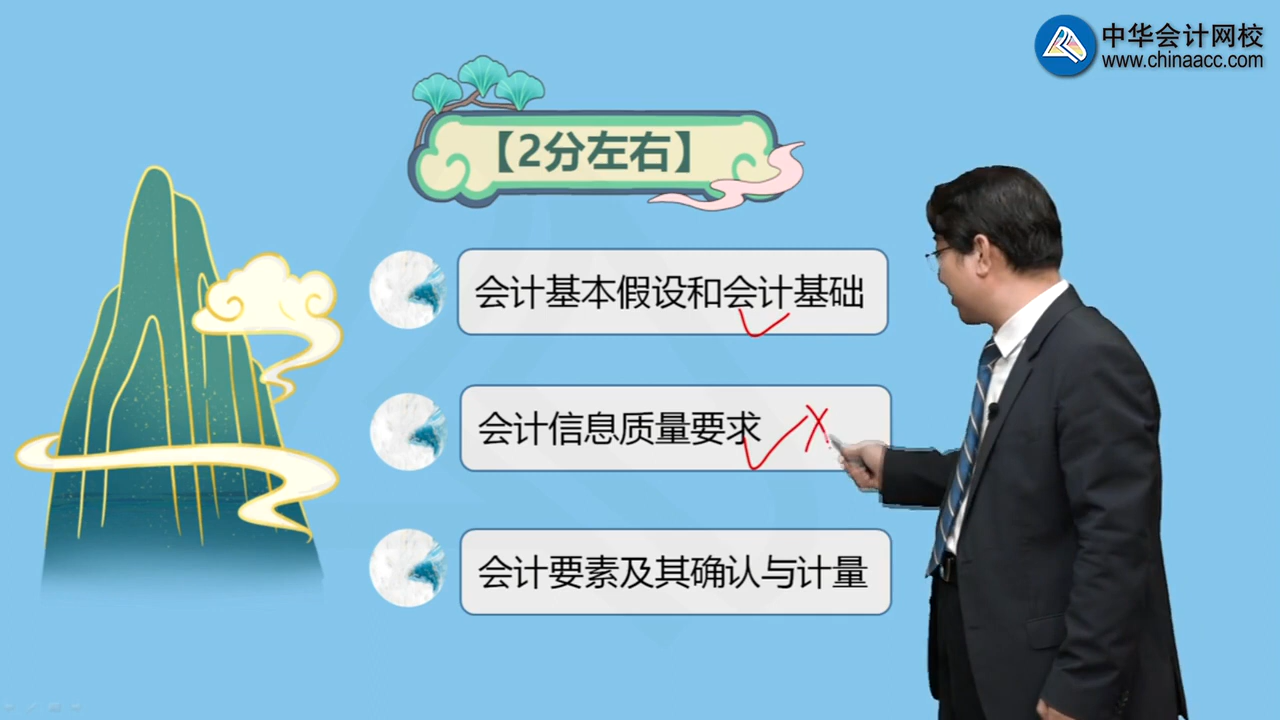 中华会计网校
www.chinaacc.com
【2分左右】
会计基本假设和会计基础
会计信息质量要求
会计要素及其确认与计量